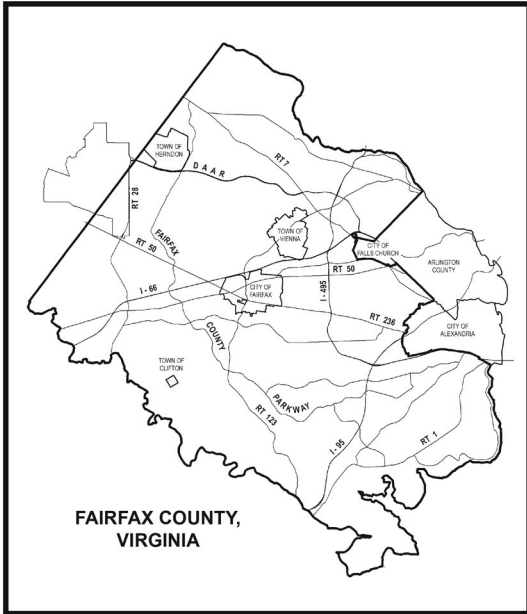 TOWN OF
HERNDON
RT 7
DAAR
RT 28
FAIRFAX
TOWN OF
VIENNA
RT 50
CITY OF
FALLS CHURCH
ARLINGTON
COUNTY
RT 50
I - 66
CITY OF
FAIRFAX
I-495
RT 236
CITY OF
ALEXANDRIA
COUNTY
TOWN OF
CLIFTON
PARKWAY
RT 123
I - 95
RT 1
FAIRFAX COUNTY,
VIRGINIA